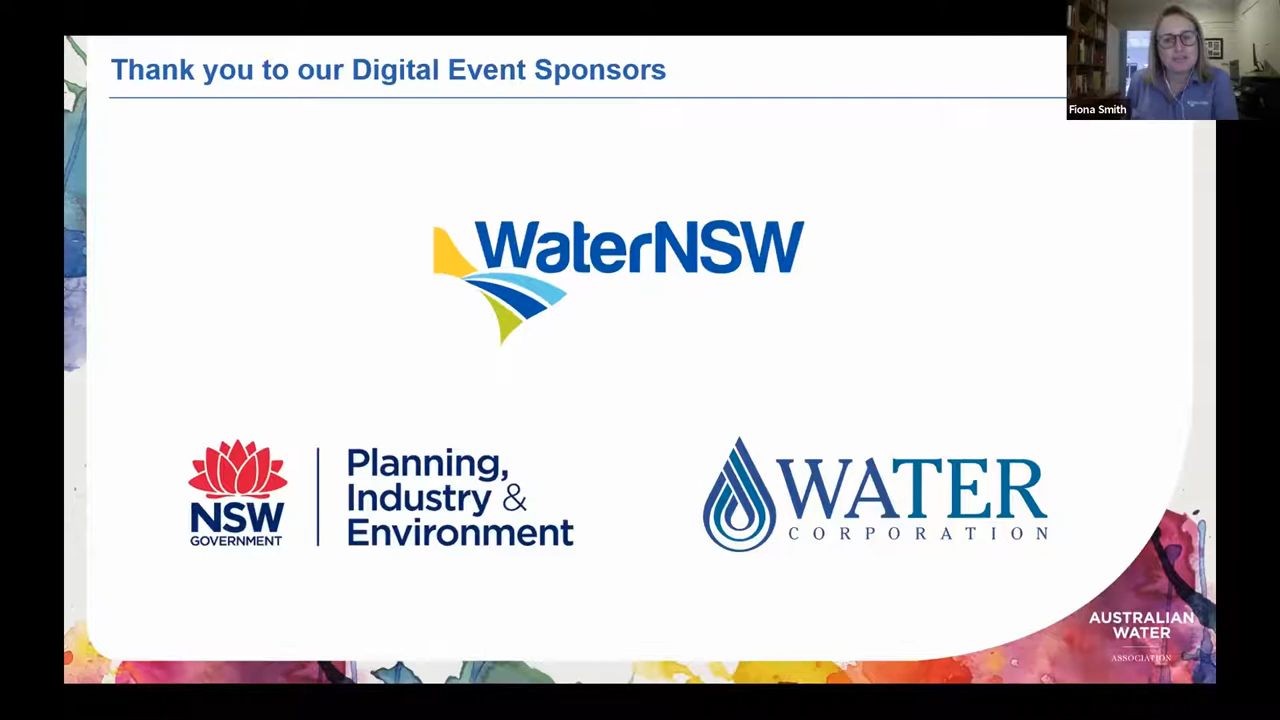 Thank you to our Digital Event Sponsors
Fiona Smith
WaterNSW
NSW
GOVERNMENT
Planning,
Industry &
Environment
WATER
CORPORATION
AUSTRALIAN
WATER
ASSOCIATION